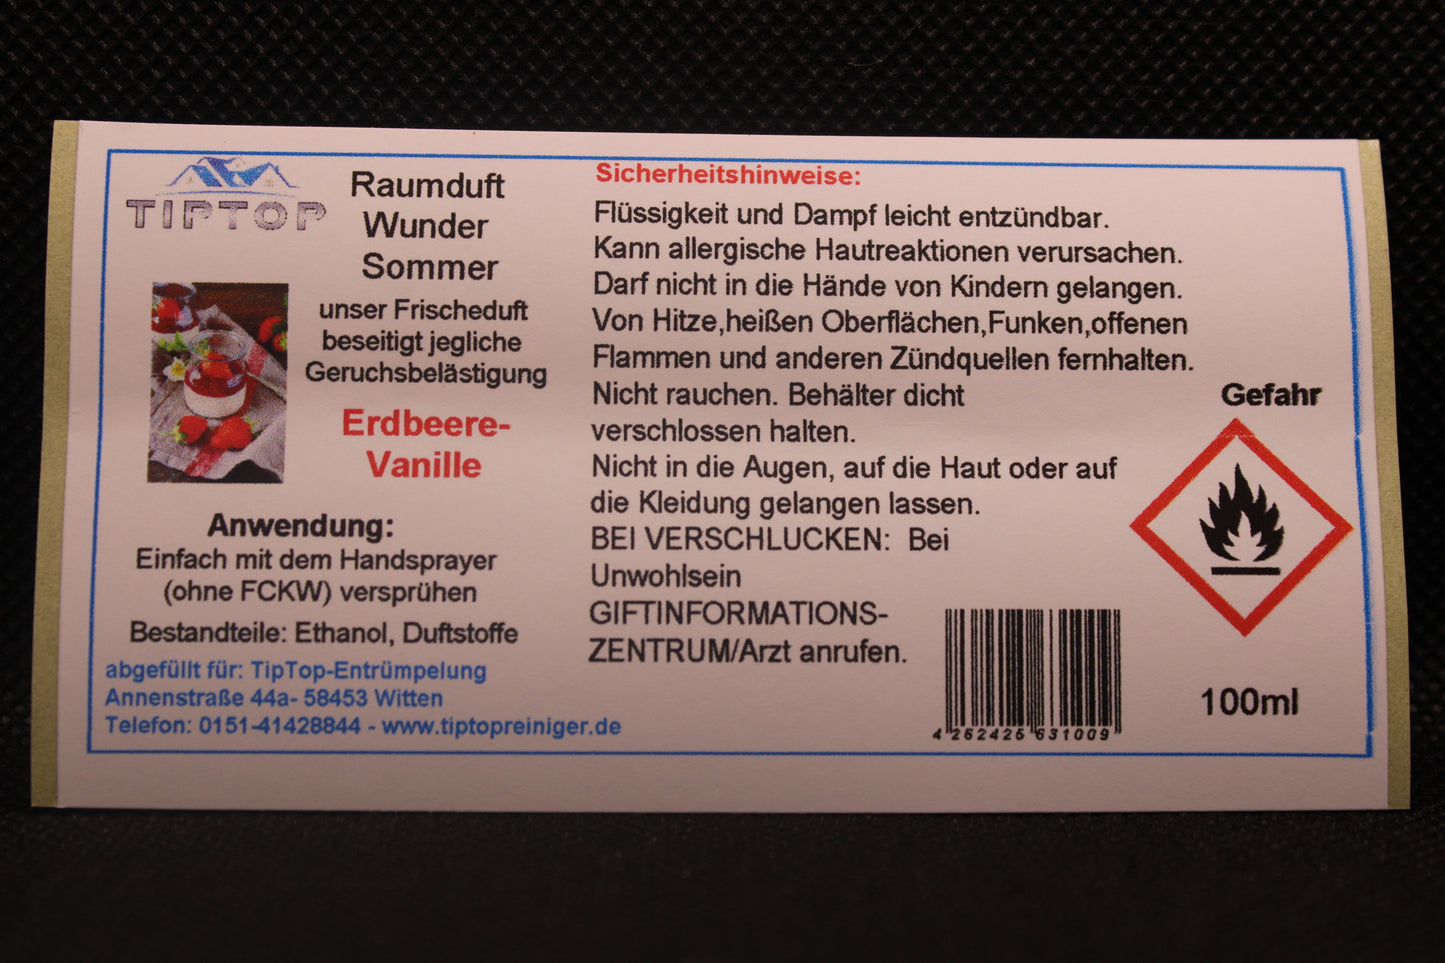 TIPTOP
Raumduft
Wunder
Sommer
unser Frischeduft
beseitigt jegliche
Geruchsbelästigung
Erdbeere-
Vanille
Anwendung:
Einfach mit dem Handsprayer
(ohne FCKW) versprühen
Bestandteile: Ethanol, Duftstoffe
abgefüllt für: TipTop-Entrümpelung
Annenstraße 44a- 58453 Witten
Telefon: 0151-41428844 - www.tiptopreiniger.de
Sicherheitshinweise:
Flüssigkeit und Dampf leicht entzündbar.
Kann allergische Hautreaktionen verursachen.
Darf nicht in die Hände von Kindern gelangen.
Von Hitze,heißen Oberflächen,Funken,offenen
Flammen und anderen Zündquellen fernhalten.
Nicht rauchen. Behälter dicht
verschlossen halten.
Nicht in die Augen, auf die Haut oder auf
die Kleidung gelangen lassen.
BEI VERSCHLUCKEN: Bei
Unwohlsein
GIFTINFORMATIONS-
ZENTRUM/Arzt anrufen.
Gefahr
100ml
4 262426 631009